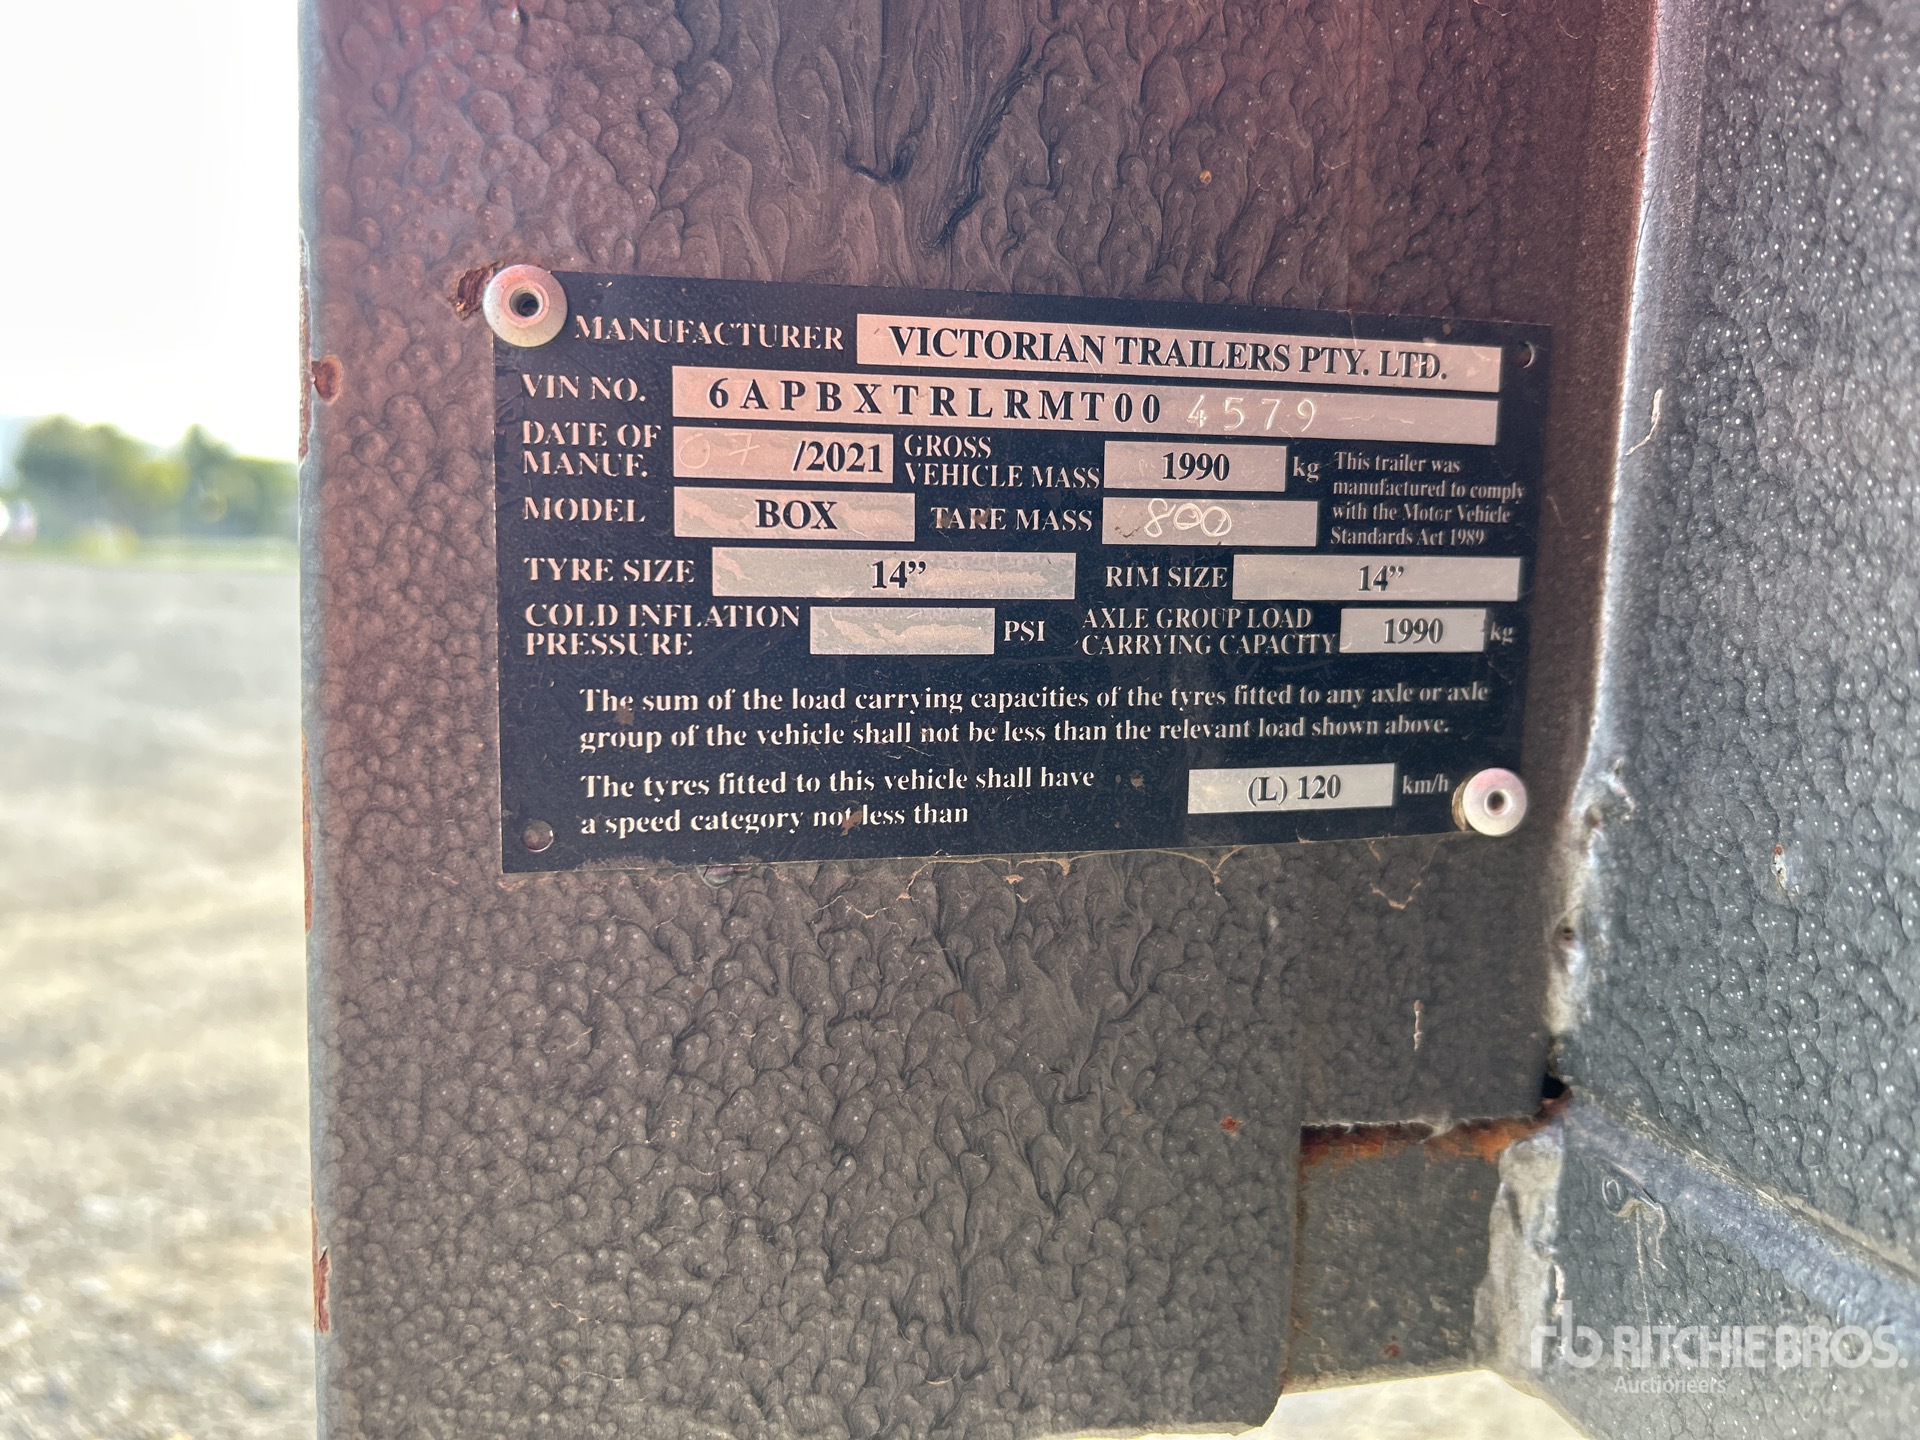 MANUFACTURER VICTORIAN TRAILERS PTY. LTD.
VIN NO. 6APBXTRLRMT00 4579
DATE OF MANUF. 07 /2021 GROSS VEHICLE MASS 1990 kg
MODEL BOX TARE MASS 800
This trailer was
manufactured to comply
with the Motor Vehicle
Standards Act 1989
TYRE SIZE 14” RIM SIZE 14”
COLD INFLATION PRESSURE PSI AXLE GROUP LOAD CARRYING CAPACITY 1990 kg
The sum of the load carrying capacities of the tyres fitted to any axle or axle
group of the vehicle shall not be less than the relevant load shown above.
The tyres fitted to this vehicle shall have
a speed category not less than (L) 120 km/h
rb RITCHIE BROS.
Auctioneers